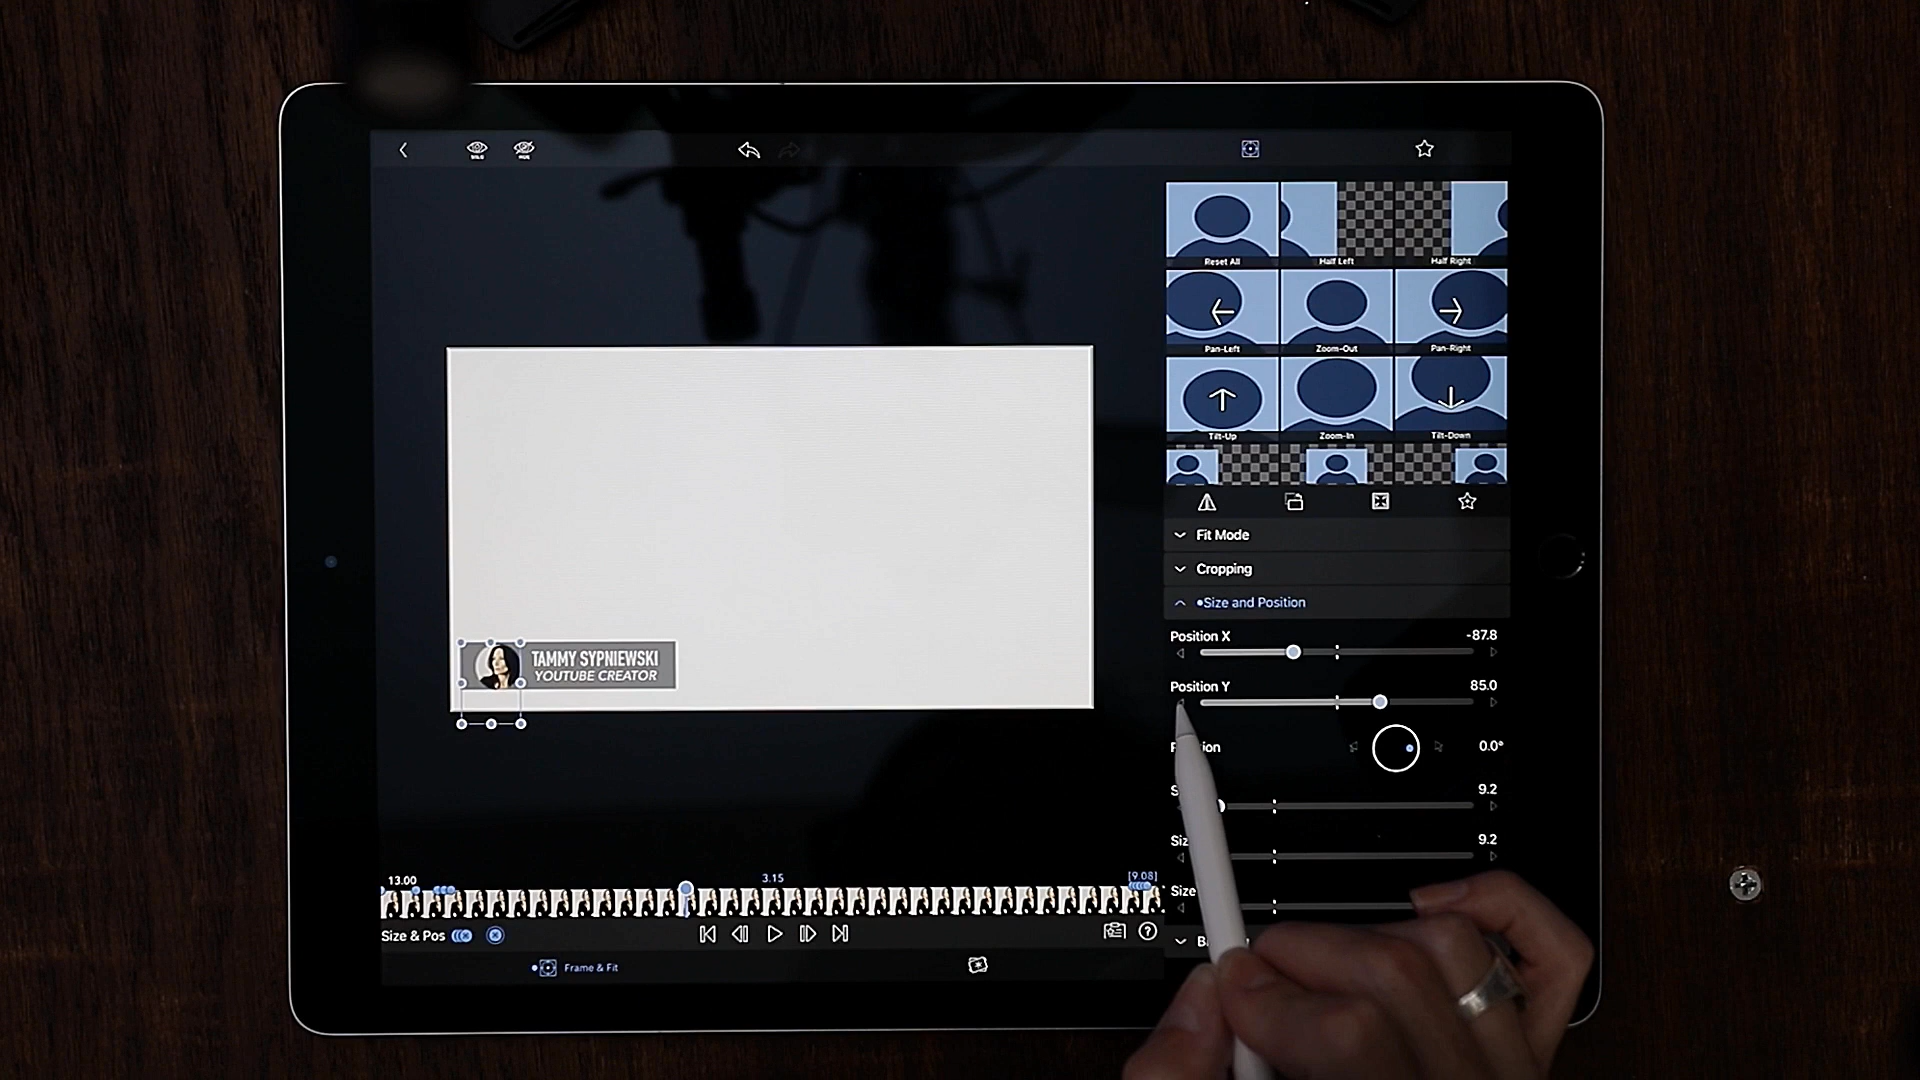 SOLO
HIDE
Reset All
Half Left
Half Right
Pan-Left
Zoom-Out
Pan-Right
Tilt-Up
Zoom-In
Tilt-Down
Fit Mode
Cropping
Size and Position
Position X
-87.8
Position Y
85.0
0.0°
9.2
9.2
Size
TAMMY SYPNIEWSKI
YOUTUBE CREATOR
13.00
3.15
[9.08]
Size & Pos
Frame & Fit